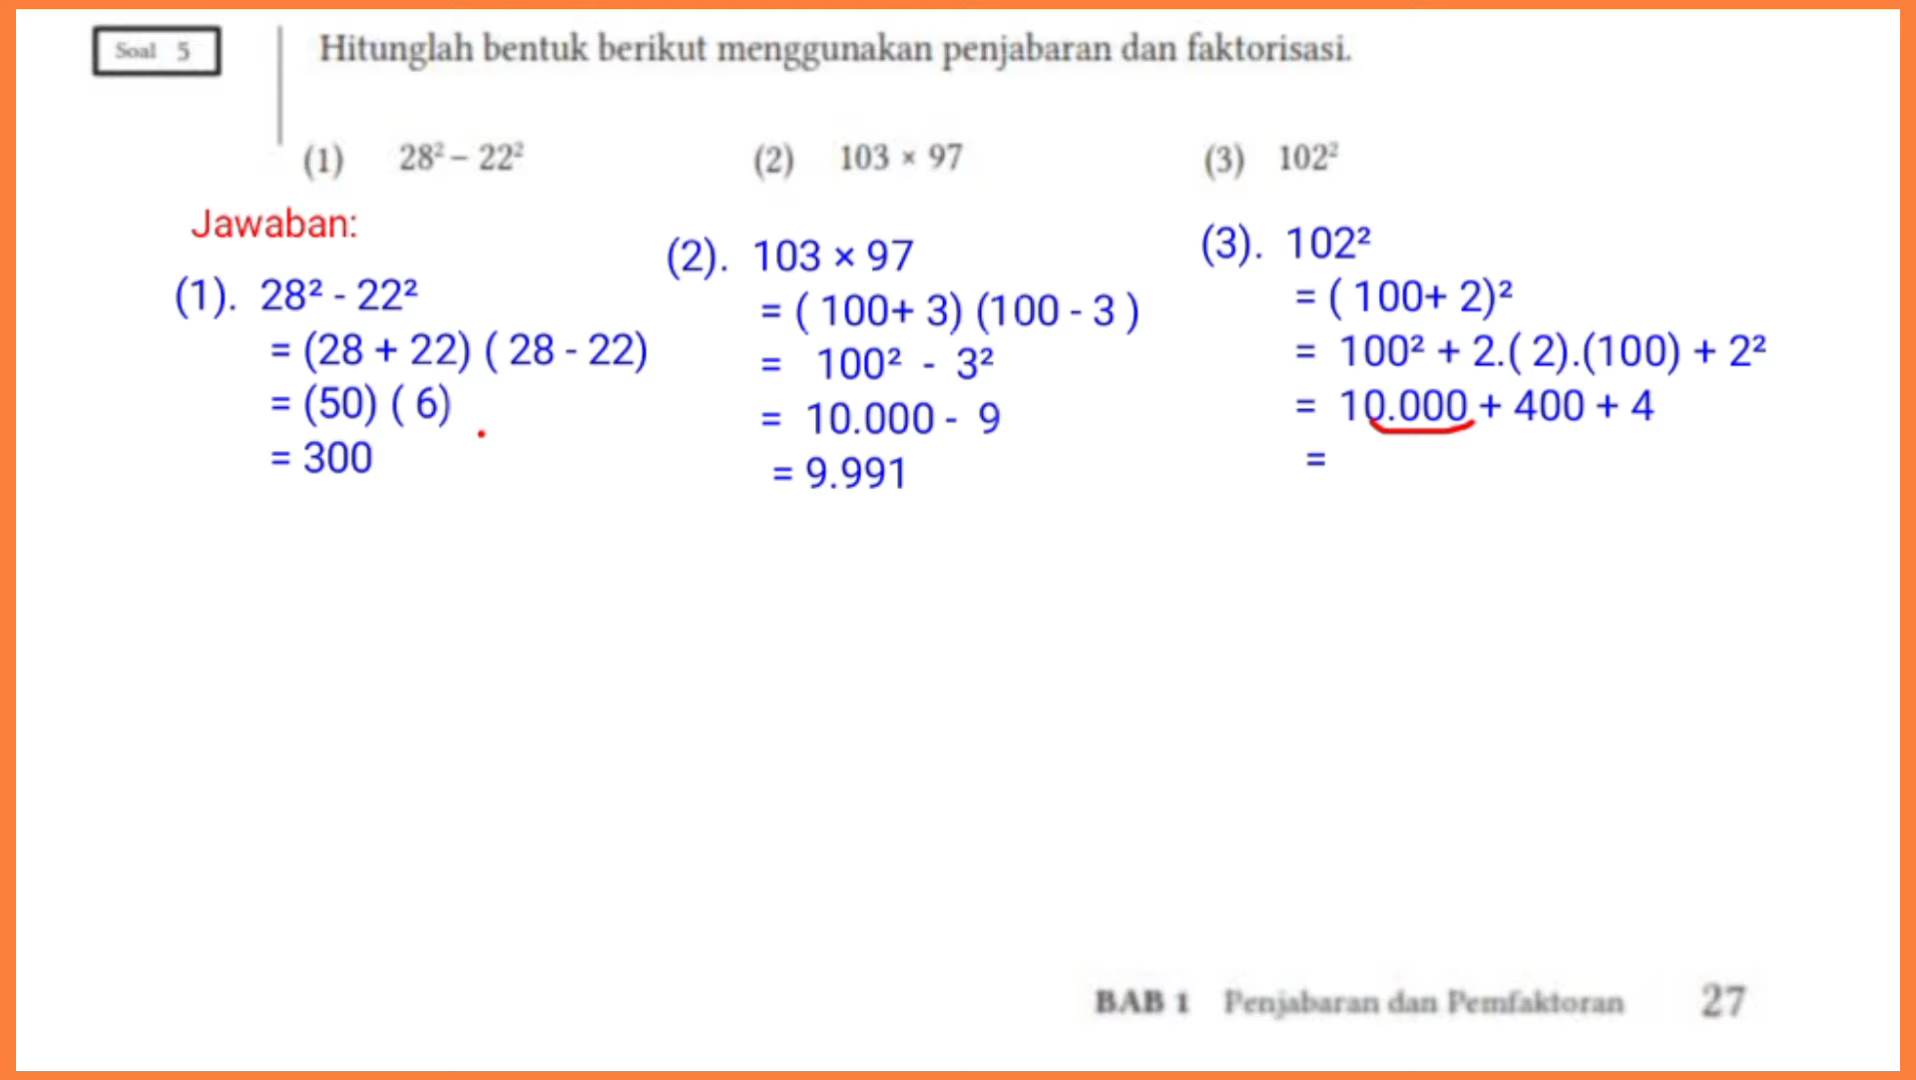 Soal 5
Hitunglah bentuk berikut menggunakan penjabaran dan faktorisasi.
(1) 28² – 22²
(2) 103 × 97
(3) 102²
Jawaban:
(1). 28² - 22²
= (28 + 22) ( 28 - 22)
= (50) ( 6)
= 300
(2). 103 × 97
= ( 100+ 3) (100 - 3 )
= 100² - 3²
= 10.000 - 9
= 9.991
(3). 102²
= ( 100+ 2)²
= 100² + 2.( 2).(100) + 2²
= 10.000 + 400 + 4
=
BAB 1 Penjabaran dan Pemfaktoran 27